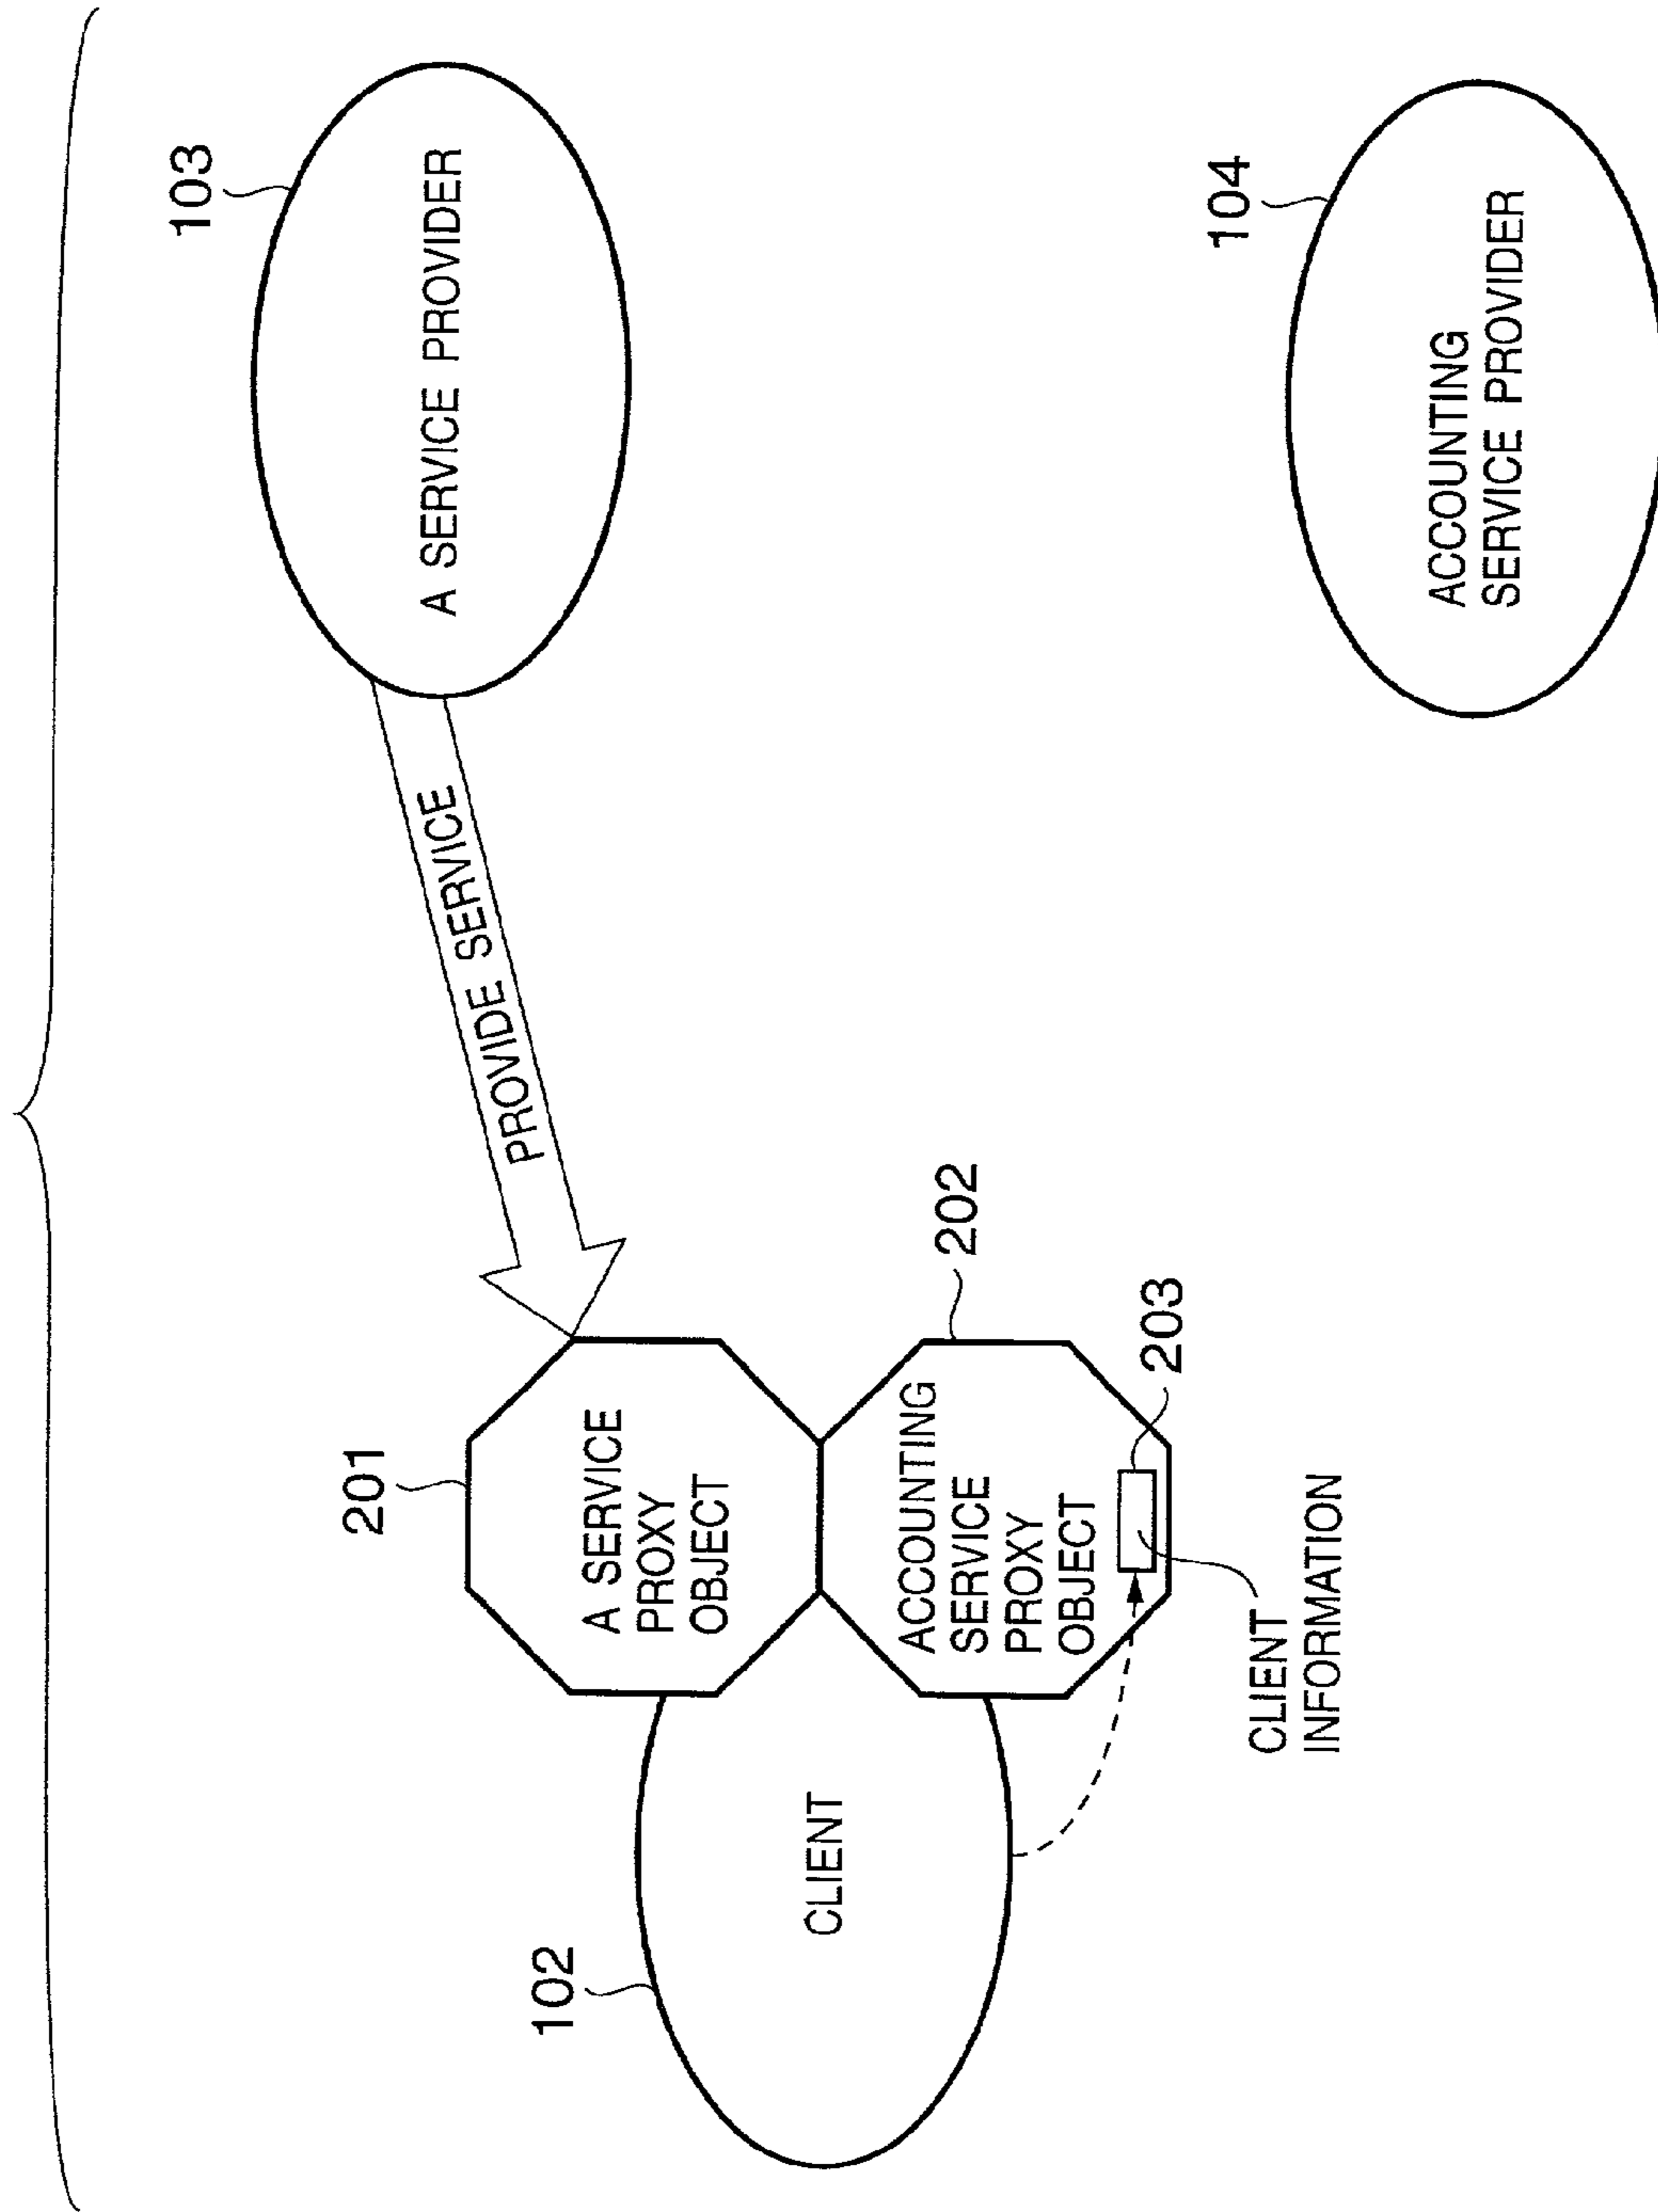 103
A SERVICE PROVIDER
PROVIDE SERVICE
201
A SERVICE
PROXY
OBJECT
102
CLIENT
202
ACCOUNTING
SERVICE
PROXY
OBJECT
203
CLIENT
INFORMATION
104
ACCOUNTING
SERVICE PROVIDER